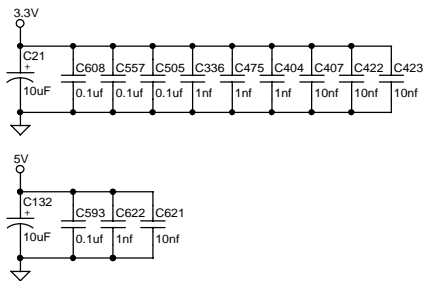 3.3V
C21 C608 C557 C505 C336 C475 C404 C407 C422 C423
+
10uF 0.1uf 0.1uf 0.1uf 1nf 1nf 1nf 10nf 10nf 10nf
5V
C132 C593 C622 C621
+
10uF 0.1uf 1nf 10nf